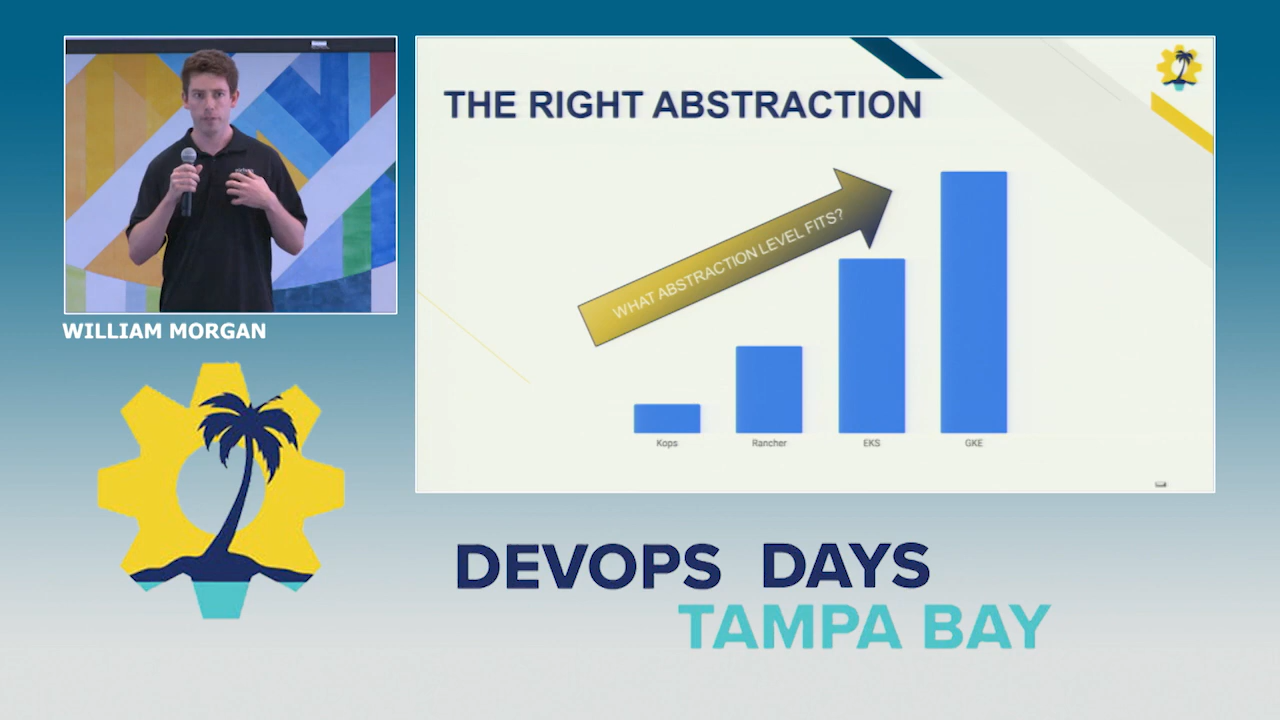 THE RIGHT ABSTRACTION
WHAT ABSTRACTION LEVEL FITS?
Kops
Rancher
EKS
GKE
WILLIAM MORGAN
DEVOPS DAYS
TAMPA BAY